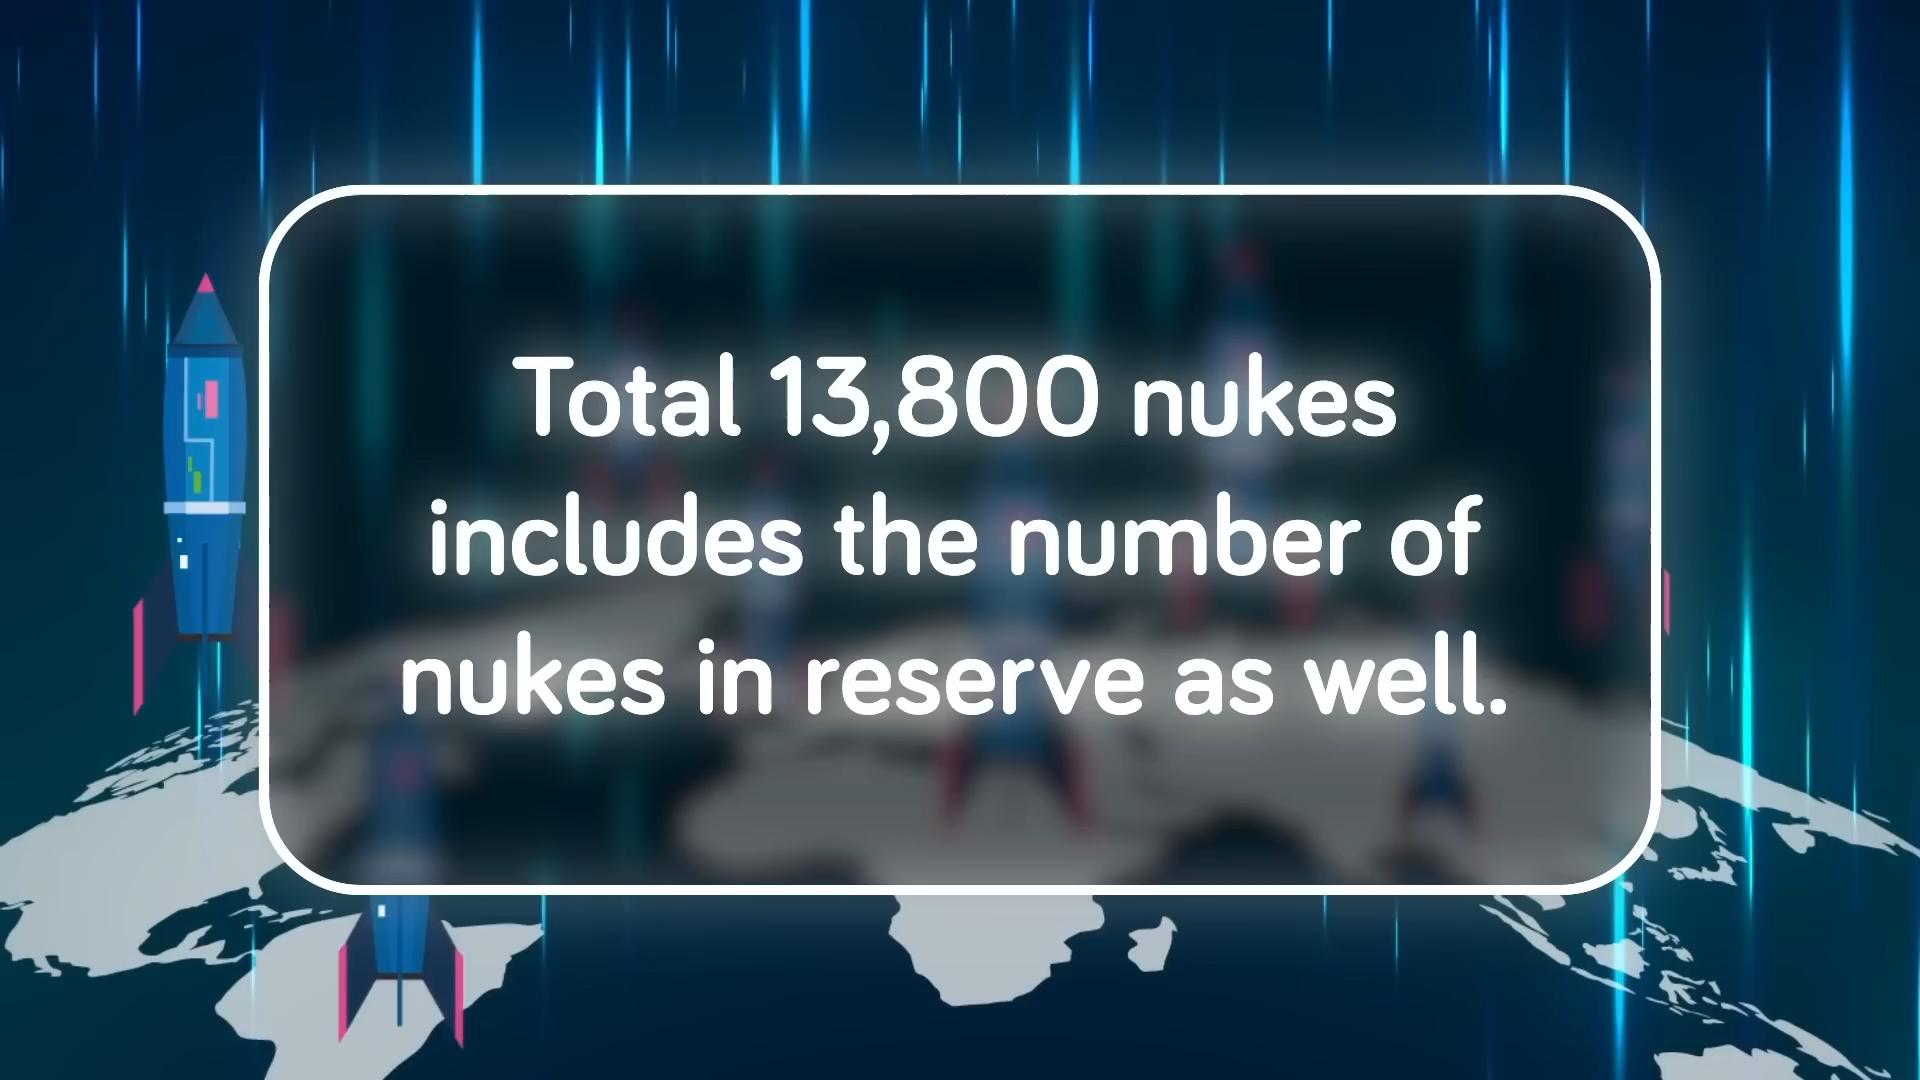 Total 13,800 nukes
includes the number of
nukes in reserve as well.